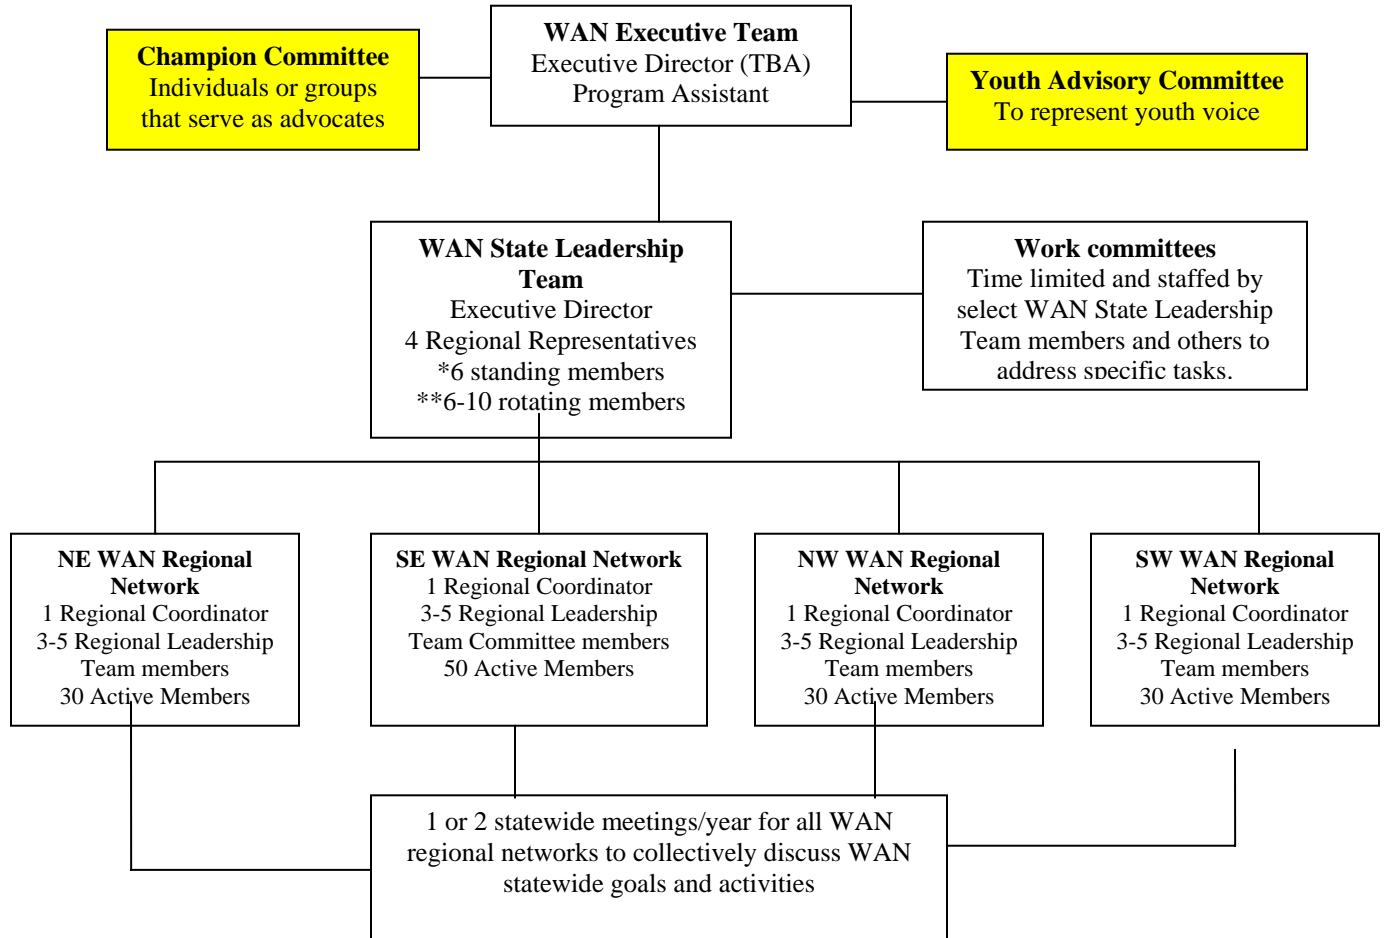 WAN Executive Team
Executive Director (TBA)
Program Assistant
Champion Committee
Individuals or groups
that serve as advocates
Youth Advisory Committee
To represent youth voice
WAN State Leadership
Team
Executive Director
4 Regional Representatives
*6 standing members
**6-10 rotating members
Work committees
Time limited and staffed by
select WAN State Leadership
Team members and others to
address specific tasks.
NE WAN Regional
Network
1 Regional Coordinator
3-5 Regional Leadership
Team members
30 Active Members
SE WAN Regional Network
1 Regional Coordinator
3-5 Regional Leadership
Team Committee members
50 Active Members
NW WAN Regional
Network
1 Regional Coordinator
3-5 Regional Leadership
Team members
30 Active Members
SW WAN Regional
Network
1 Regional Coordinator
3-5 Regional Leadership
Team members
30 Active Members
1 or 2 statewide meetings/year for all WAN
regional networks to collectively discuss WAN
statewide goals and activities